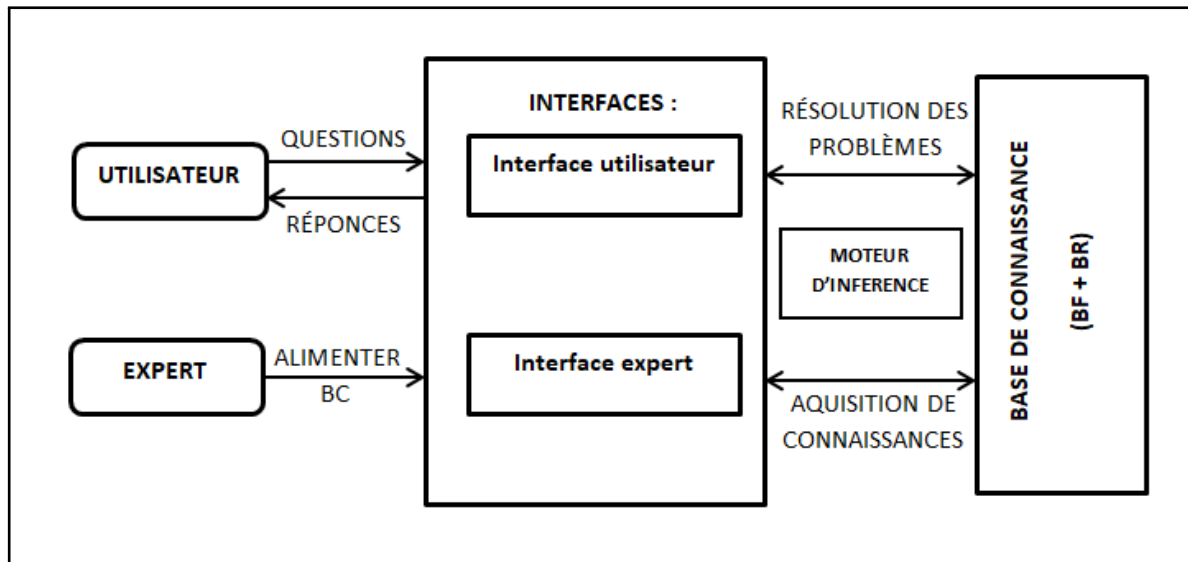 INTERFACES :
UTILISATEUR
QUESTIONS
RÉPONCES
Interface utilisateur
RÉSOLUTION DES
PROBLÈMES
MOTEUR
D'INFERENCE
EXPERT
ALIMENTER
BC
Interface expert
AQUISITION DE
CONNAISSANCES
BASE DE CONNAISSANCE
(BF + BR)